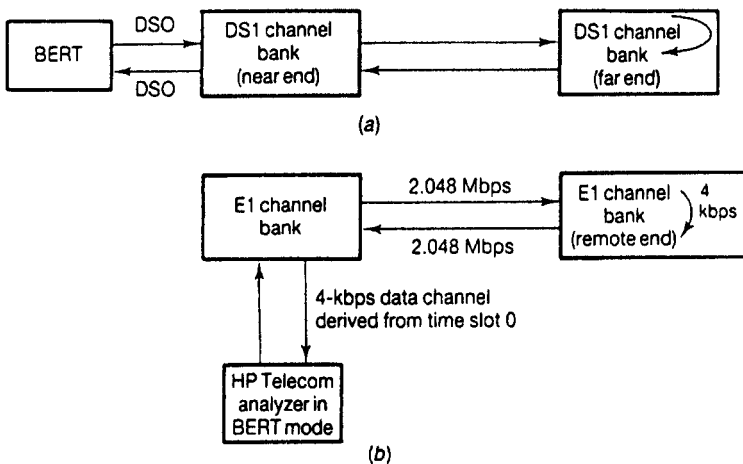 BERT
DSO
DSO
DS1 channel
bank
(near end)
DS1 channel
bank
(far end)
(a)
E1 channel
bank
2.048 Mbps
2.048 Mbps
E1 channel
bank
(remote end)
4
kbps
4-kbps data channel
derived from time slot 0
HP Telecom
analyzer in
BERT mode
(b)